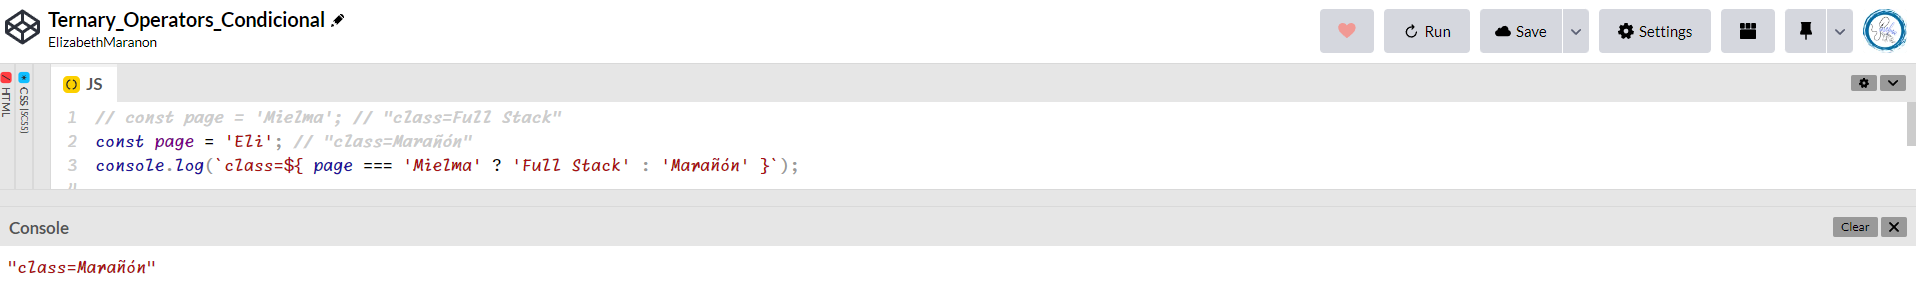 Ternary_Operators_Condicional
ElizabethMaranon
Run
Save
Settings
HTML
CSS (SCSS)
() JS
1 // const page = 'Mielma'; // "class=Full Stack"
2 const page = 'Eli'; // "class=Marañón"
3 console.log(`class=${ page === 'Mielma' ? 'Full Stack' : 'Marañón' }`);
Console
Clear
"class=Marañón"